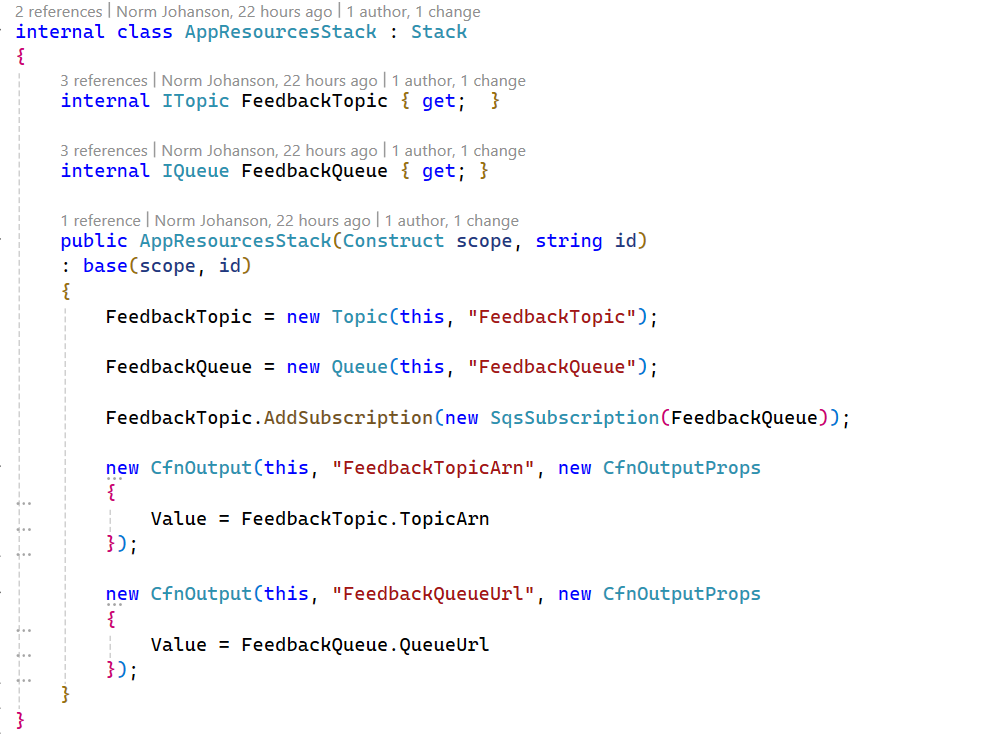 2 references | Norm Johanson, 22 hours ago | 1 author, 1 change
internal class AppResourcesStack : Stack
{
3 references | Norm Johanson, 22 hours ago | 1 author, 1 change
internal ITopic FeedbackTopic { get;  }
3 references | Norm Johanson, 22 hours ago | 1 author, 1 change
internal IQueue FeedbackQueue { get; }
1 reference | Norm Johanson, 22 hours ago | 1 author, 1 change
public AppResourcesStack(Construct scope, string id)
: base(scope, id)
{
FeedbackTopic = new Topic(this, "FeedbackTopic");
FeedbackQueue = new Queue(this, "FeedbackQueue");
FeedbackTopic.AddSubscription(new SqsSubscription(FeedbackQueue));
new CfnOutput(this, "FeedbackTopicArn", new CfnOutputProps
{
Value = FeedbackTopic.TopicArn
});
new CfnOutput(this, "FeedbackQueueUrl", new CfnOutputProps
{
Value = FeedbackQueue.QueueUrl
});
}
}